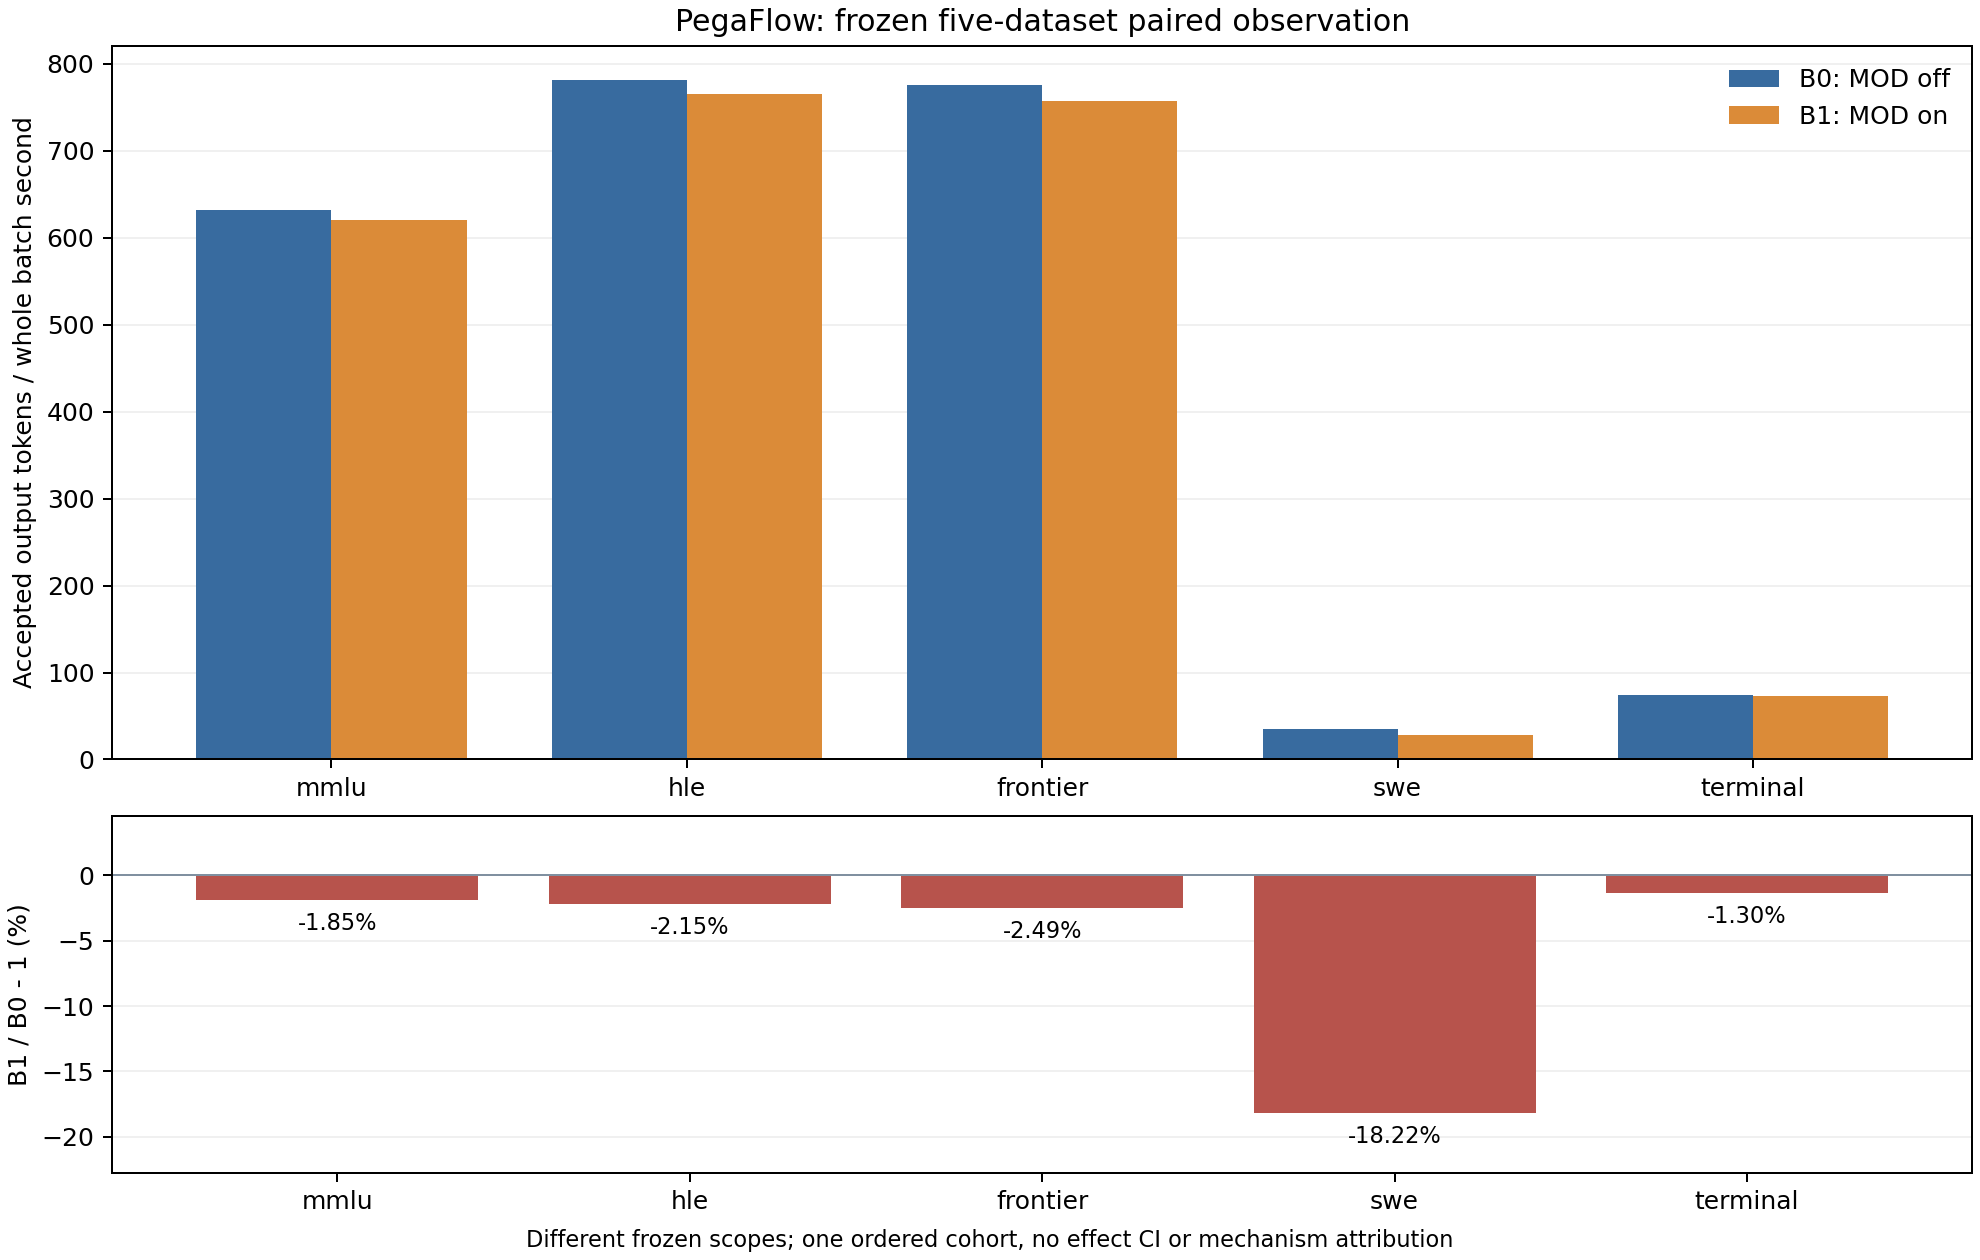 PegaFlow: frozen five-dataset paired observation
Accepted output tokens / whole batch second
800
700
600
500
400
300
200
100
0
B0: MOD off
B1: MOD on
mmlu hle frontier swe terminal
B1 / B0 - 1 (%)
0
−5
−10
−15
−20
-1.85%
-2.15%
-2.49%
-18.22%
-1.30%
mmlu hle frontier swe terminal
Different frozen scopes; one ordered cohort, no effect CI or mechanism attribution